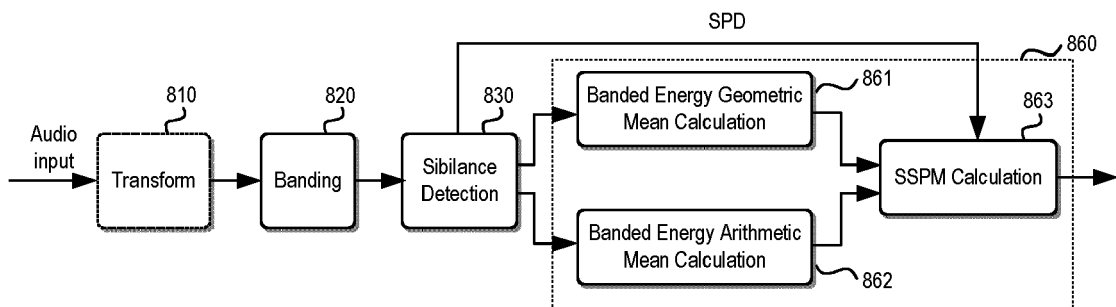 SPD
860
861
810
820
830
Banded Energy Geometric
Mean Calculation
863
Audio
input
Transform
Banding
Sibilance
Detection
SSPM Calculation
Banded Energy Arithmetic
Mean Calculation
862